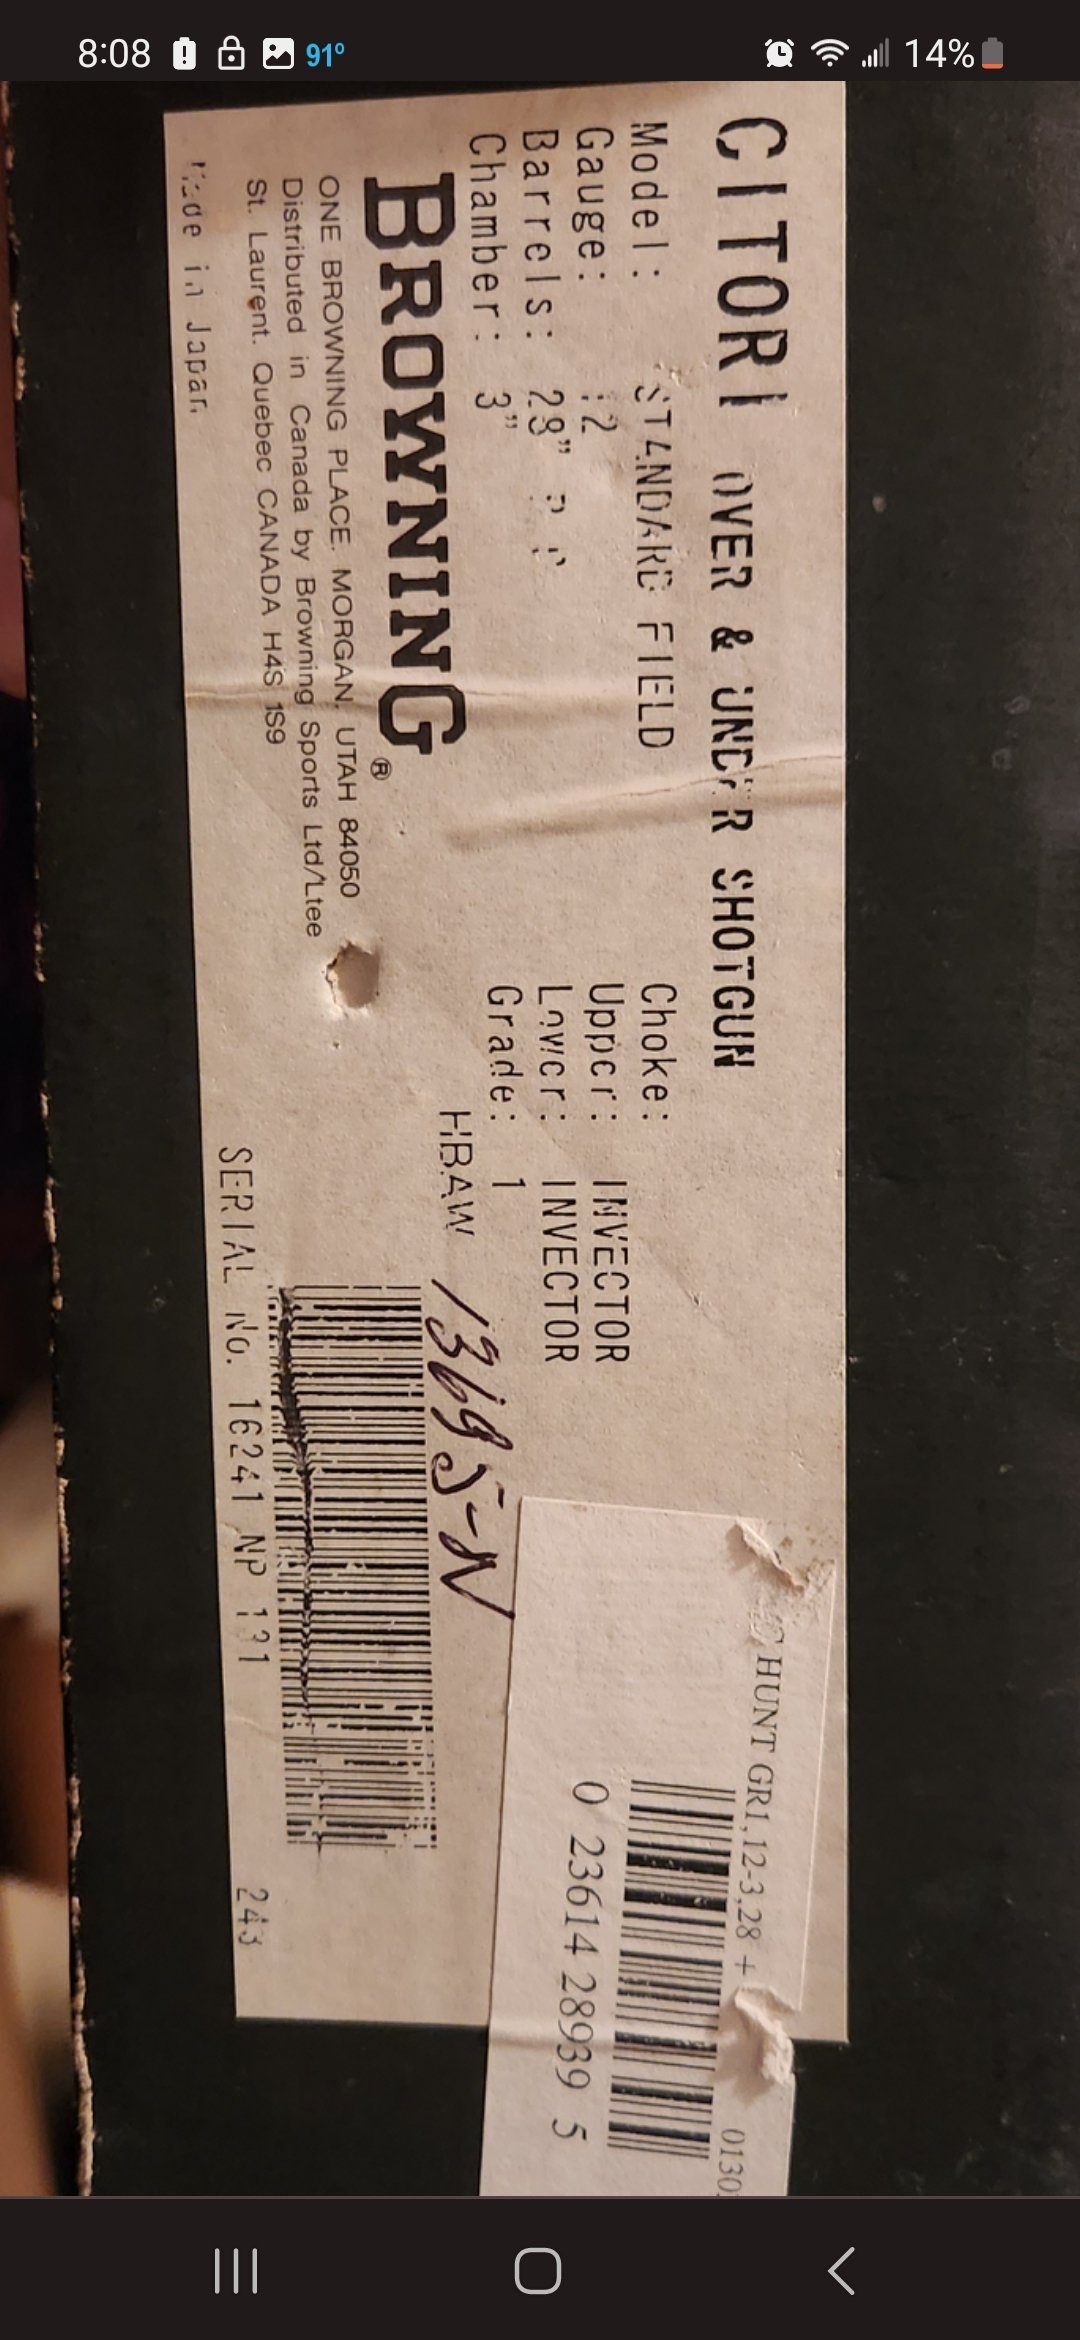 8:08 91° 14%
CITORI OVER & UNDER SHOTGUN
Model: STANDARD FIELD
Gauge: 12
Barrels: 28"
Chamber: 3"
Choke:
Upper: INVECTOR
Lower: INVECTOR
Grade: 1
BROWNING®
ONE BROWNING PLACE. MORGAN, UTAH 84050
Distributed in Canada by Browning Sports Ltd/Ltee
St. Laurent. Quebec CANADA H4S 1S9
Made in Japan
HBAW 13695-N
SERIAL No. 16241 NP 131 243
HUNT GR1,12-3,28 + 0130
0 23614 28939 5